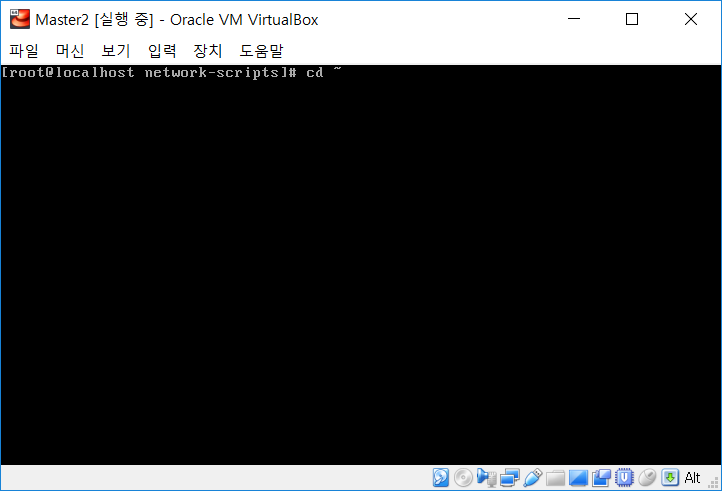 Master2 [실행 중] - Oracle VM VirtualBox
파일 머신 보기 입력 장치 도움말
[root@localhost network-scripts]# cd ~
Alt